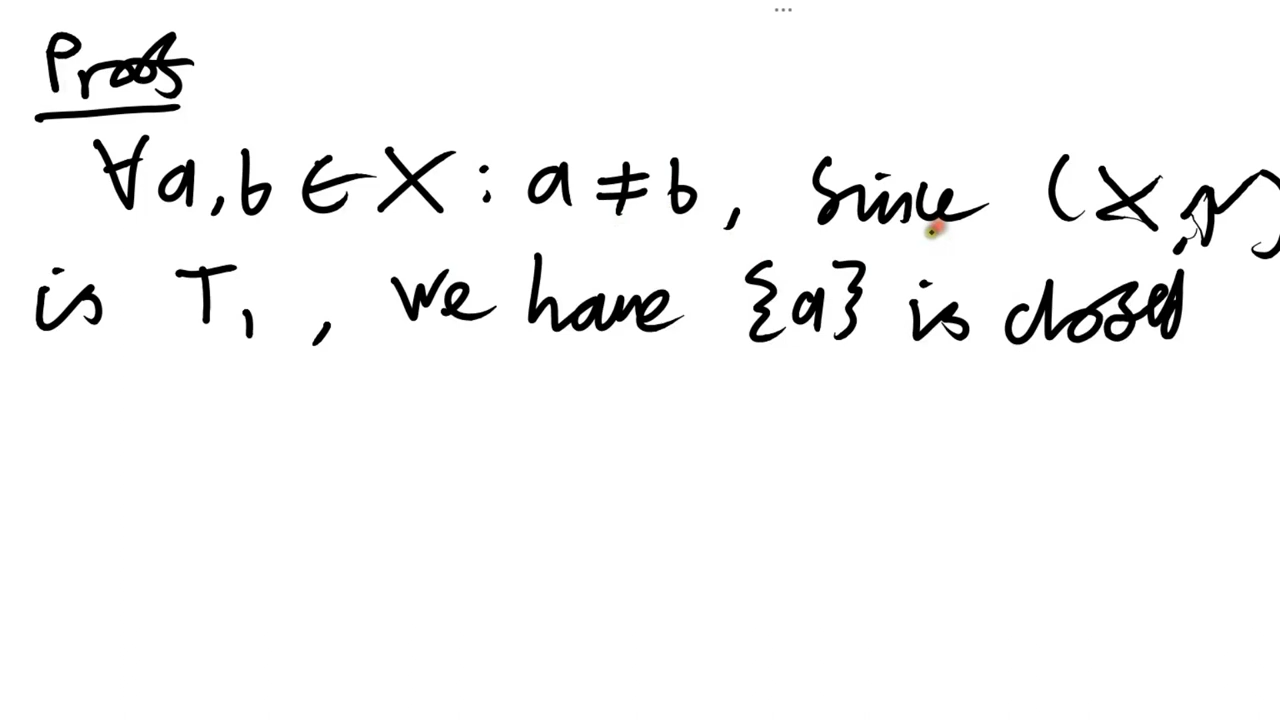 Proof
∀a,b ∈ X : a ≠ b, since (X,
is T₁, we have {a} is closed